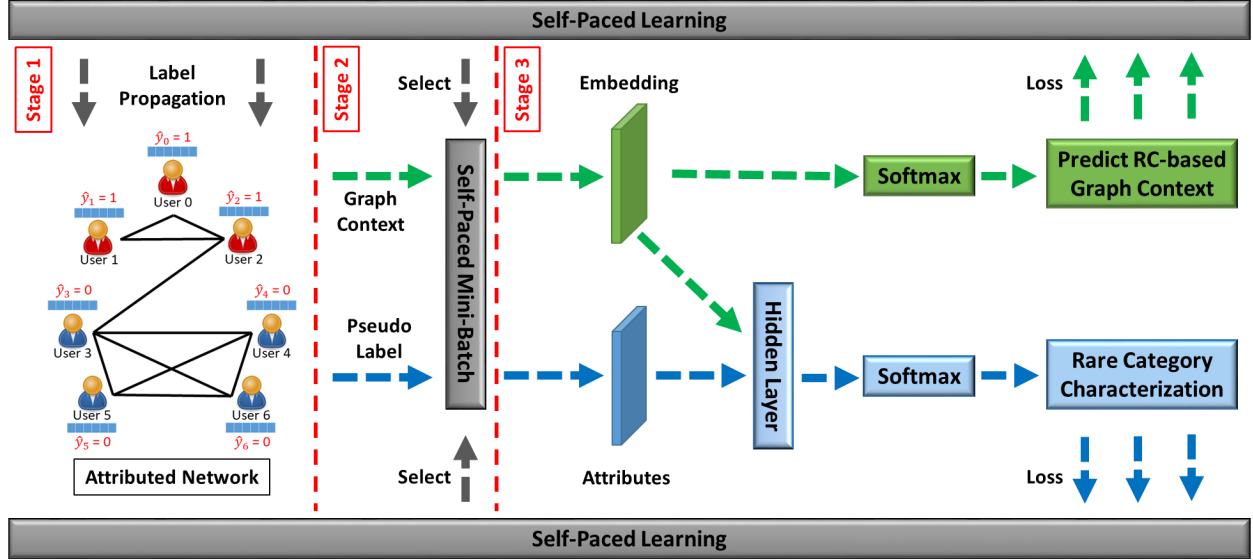 Self-Paced Learning
Stage 1
Label
Propagation
ŷ₀ = 1
User 0
ŷ₁ = 1
User 1
ŷ₂ = 1
User 2
ŷ₃ = 0
User 3
ŷ₄ = 0
User 4
User 5
ŷ₅ = 0
User 6
ŷ₆ = 0
Attributed Network
Stage 2
Select
Graph
Context
Pseudo
Label
Self-Paced Mini-Batch
Select
Stage 3
Embedding
Attributes
Hidden Layer
Softmax
Softmax
Loss
Predict RC-based
Graph Context
Rare Category
Characterization
Loss
Self-Paced Learning